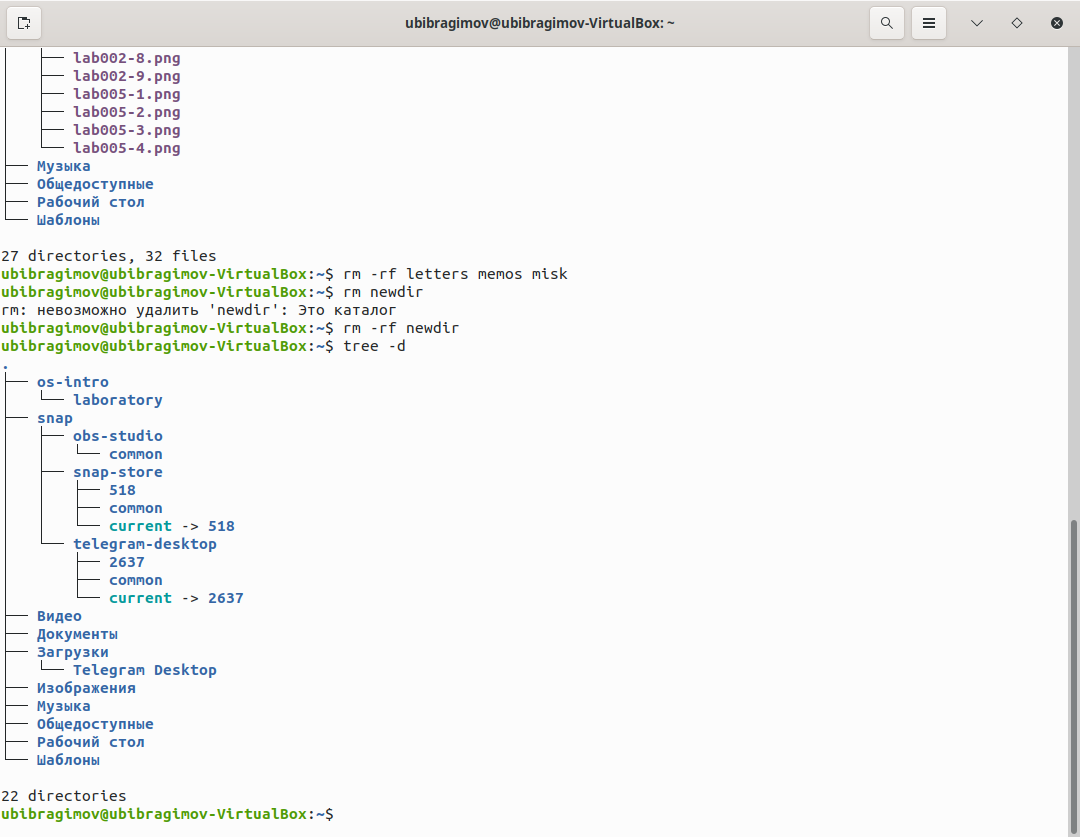 ubibragimov@ubibragimov-VirtualBox: ~
├── lab002-8.png
├── lab002-9.png
├── lab005-1.png
├── lab005-2.png
├── lab005-3.png
└── lab005-4.png
├── Музыка
├── Общедоступные
├── Рабочий стол
└── Шаблоны
27 directories, 32 files
ubibragimov@ubibragimov-VirtualBox:~$ rm -rf letters memos misk
ubibragimov@ubibragimov-VirtualBox:~$ rm newdir
rm: невозможно удалить 'newdir': Это каталог
ubibragimov@ubibragimov-VirtualBox:~$ rm -rf newdir
ubibragimov@ubibragimov-VirtualBox:~$ tree -d
.
├── os-intro
│   └── laboratory
├── snap
│   ├── obs-studio
│   │   └── common
│   ├── snap-store
│   │   ├── 518
│   │   ├── common
│   │   └── current -> 518
│   └── telegram-desktop
│       ├── 2637
│       ├── common
│       └── current -> 2637
├── Видео
├── Документы
├── Загрузки
│   └── Telegram Desktop
├── Изображения
├── Музыка
├── Общедоступные
├── Рабочий стол
└── Шаблоны
22 directories
ubibragimov@ubibragimov-VirtualBox:~$